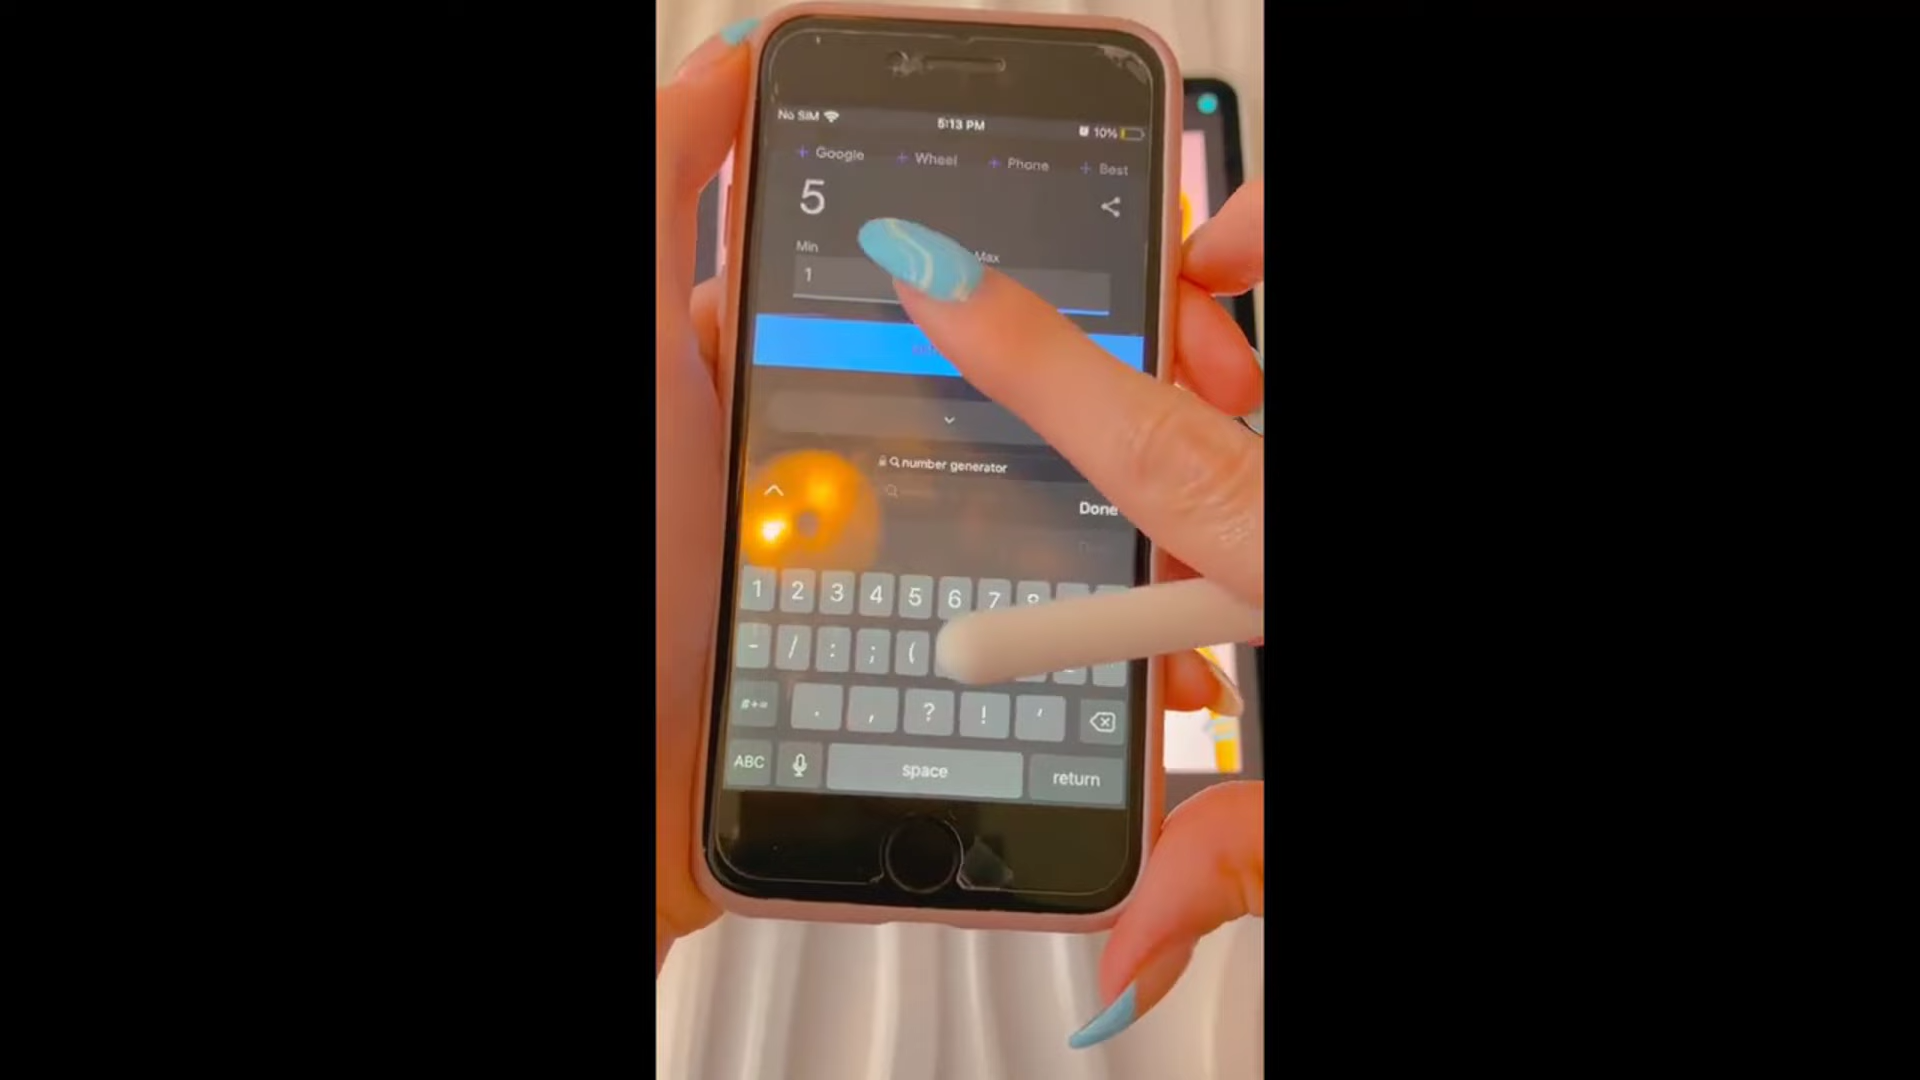 No SIM 5:13 PM 10%
+ Google + Wheel + Phone + Best
5
Min Max
1
number generator
Done
1 2 3 4 5 6 7 8
- / : ; (
#+= . , ? ! '
ABC space return